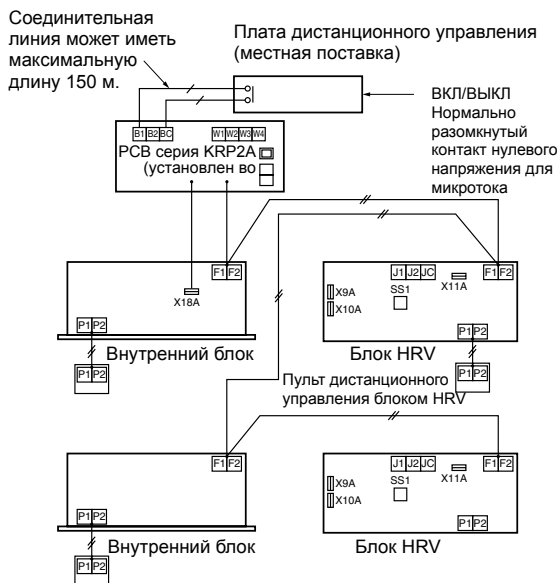 Соединительная
линия может иметь
максимальную
длину 150 м.
Плата дистанционного управления
(местная поставка)
ВКЛ/ВЫКЛ
Нормально
разомкнутый
контакт нулевого
напряжения для
микротока
B1 B2 BC
W1 W2 W3 W4
PCB серия KRP2A
(установлен во
F1 F2
X18A
P1 P2
Внутренний блок
P1 P2
J1 J2 JC
F1 F2
X9A
X10A
SS1
X11A
P1 P2
Блок HRV
P1 P2
Пульт дистанционного
управления блоком HRV
F1 F2
P1 P2
Внутренний блок
P1 P2
J1 J2 JC
F1 F2
X9A
X10A
SS1
X11A
P1 P2
Блок HRV